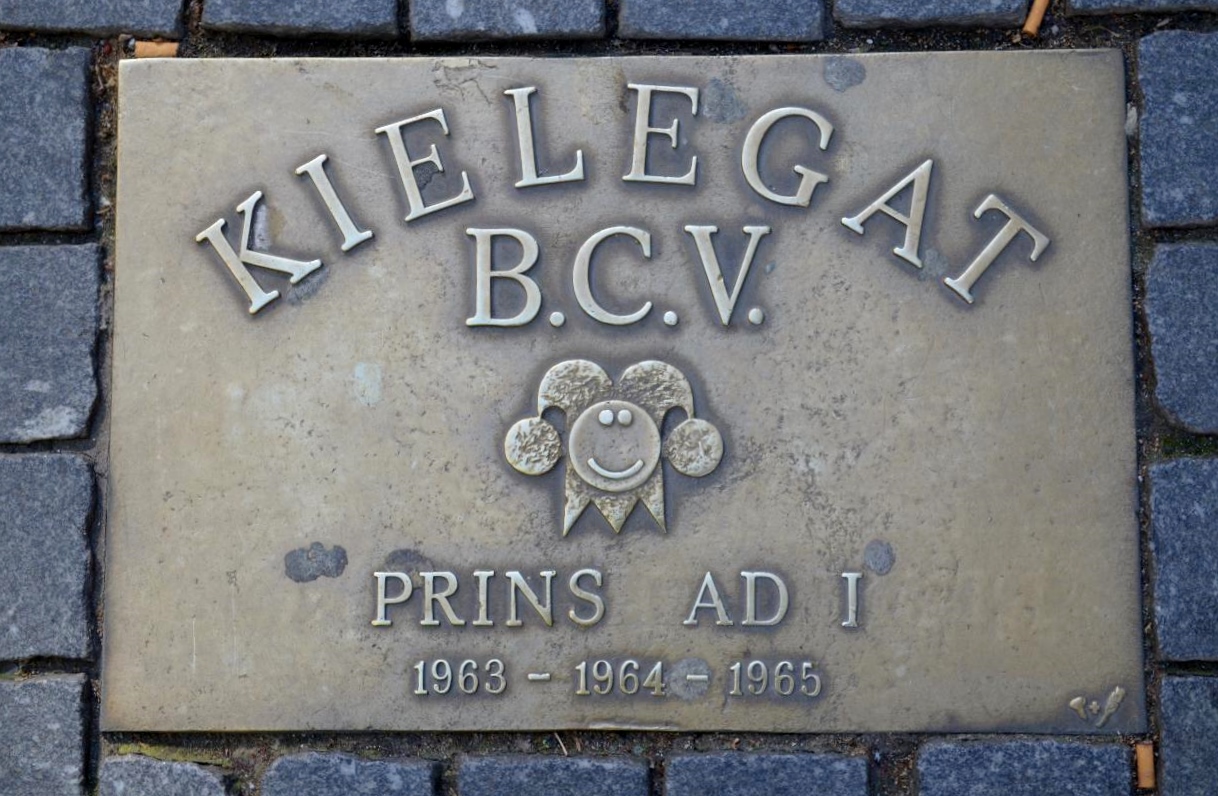 KIELEGAT
B.C.V.
PRINS AD I
1963 - 1964 - 1965